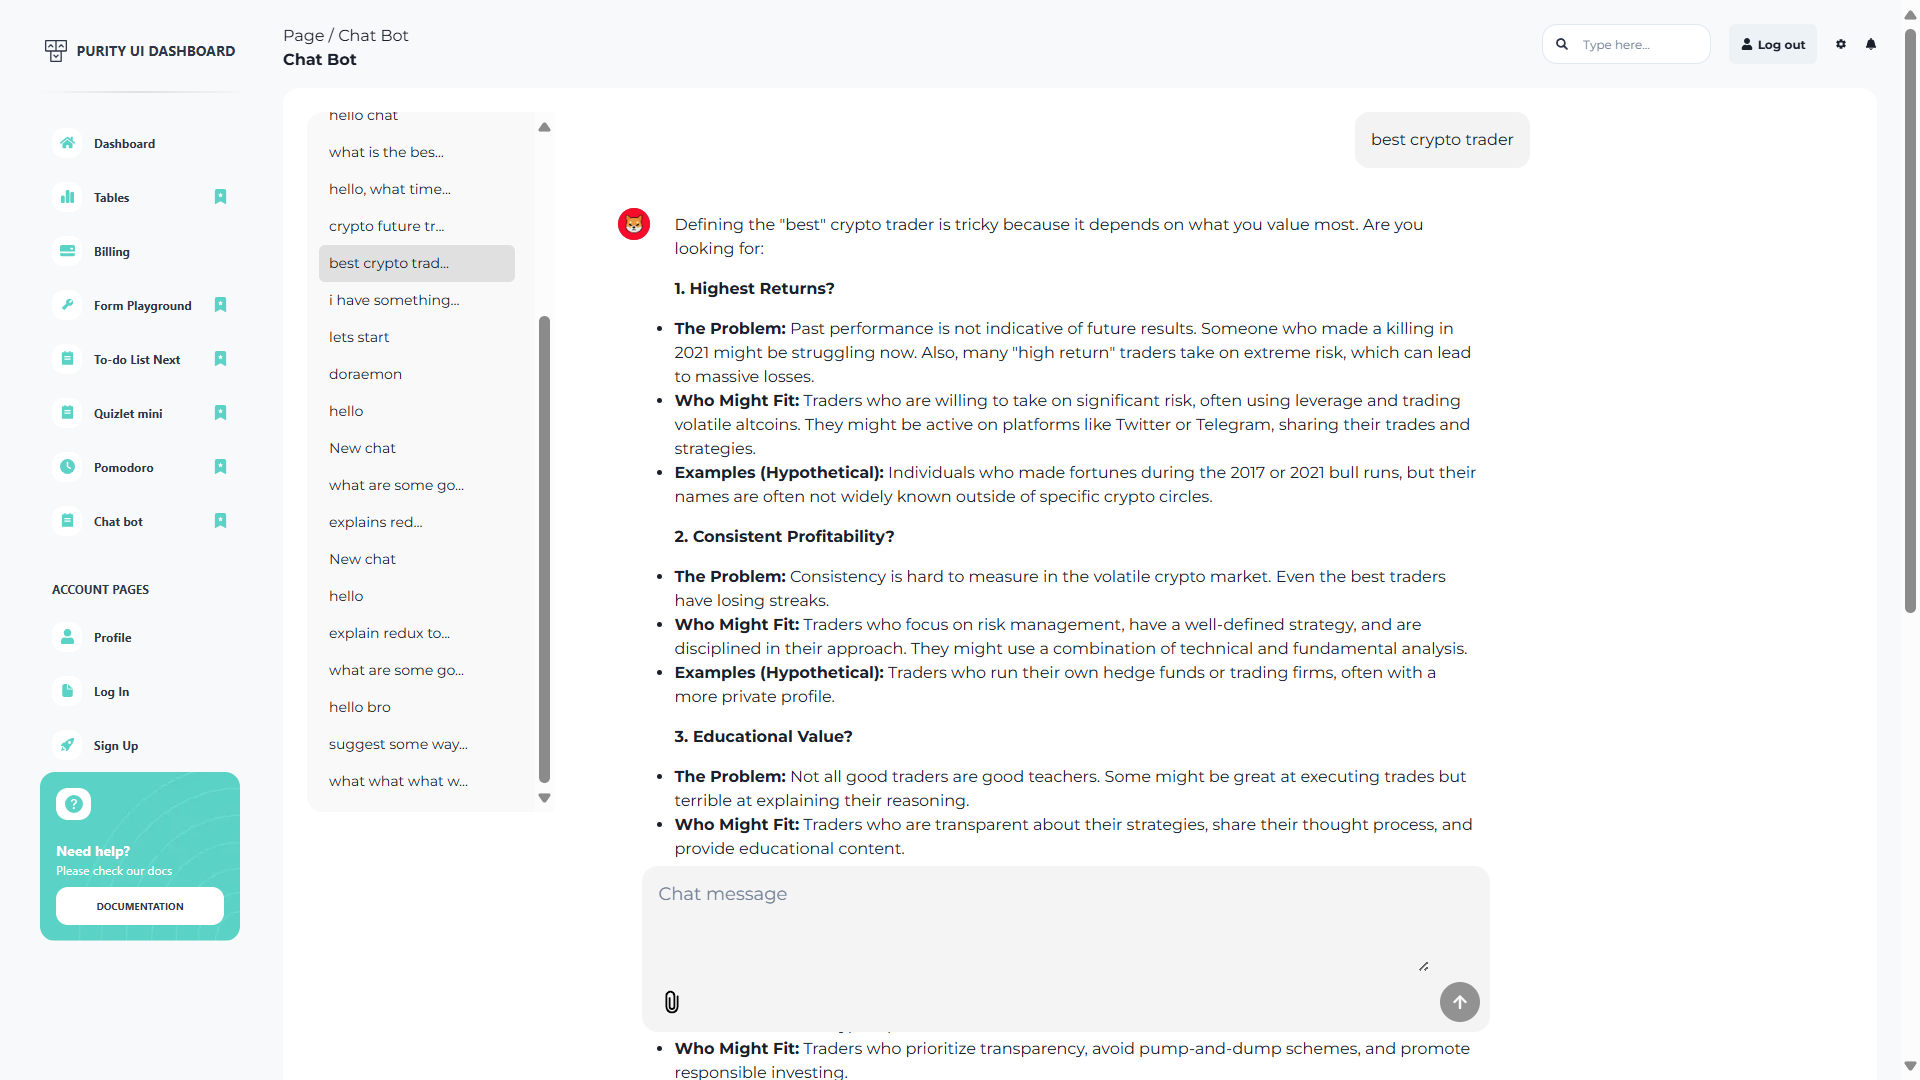 PURITY UI DASHBOARD
Dashboard
Tables
Billing
Form Playground
To-do List Next
Quizlet mini
Pomodoro
Chat bot
ACCOUNT PAGES
Profile
Log In
Sign Up
?
Need help?
Please check our docs
DOCUMENTATION
Page / Chat Bot
Chat Bot
Type here...
Log out
hello chat
what is the bes...
hello, what time...
crypto future tr...
best crypto trad...
i have something...
lets start
doraemon
hello
New chat
what are some go...
explains red...
New chat
hello
explain redux to...
what are some go...
hello bro
suggest some way...
what what what w...
best crypto trader
Defining the "best" crypto trader is tricky because it depends on what you value most. Are you
looking for:
1. Highest Returns?
• The Problem: Past performance is not indicative of future results. Someone who made a killing in
2021 might be struggling now. Also, many "high return" traders take on extreme risk, which can lead
to massive losses.
• Who Might Fit: Traders who are willing to take on significant risk, often using leverage and trading
volatile altcoins. They might be active on platforms like Twitter or Telegram, sharing their trades and
strategies.
• Examples (Hypothetical): Individuals who made fortunes during the 2017 or 2021 bull runs, but their
names are often not widely known outside of specific crypto circles.
2. Consistent Profitability?
• The Problem: Consistency is hard to measure in the volatile crypto market. Even the best traders
have losing streaks.
• Who Might Fit: Traders who focus on risk management, have a well-defined strategy, and are
disciplined in their approach. They might use a combination of technical and fundamental analysis.
• Examples (Hypothetical): Traders who run their own hedge funds or trading firms, often with a
more private profile.
3. Educational Value?
• The Problem: Not all good traders are good teachers. Some might be great at executing trades but
terrible at explaining their reasoning.
• Who Might Fit: Traders who are transparent about their strategies, share their thought process, and
provide educational content.
Chat message
• Who Might Fit: Traders who prioritize transparency, avoid pump-and-dump schemes, and promote
responsible investing.